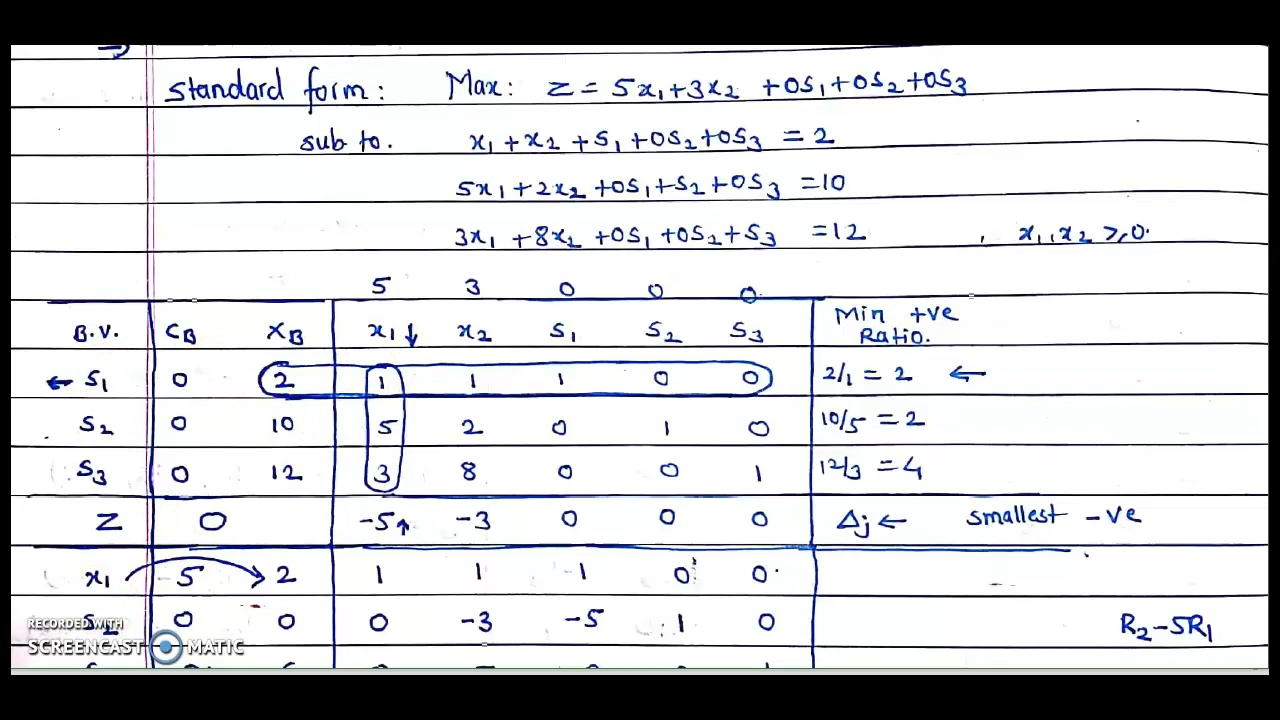 Standard form: Max: Z = 5x₁+3x₂ +0S₁+0S₂+0S₃
sub to. x₁+x₂+S₁+0S₂+0S₃ = 2
5x₁+2x₂+0S₁+S₂+0S₃ =10
3x₁+8x₂+0S₁+0S₂+S₃ =12 , x₁,x₂ ≥0.
5 3 0 0 0
B.V. C_B X_B x₁↓ x₂ S₁ S₂ S₃ Min +ve Ratio.
← S₁ 0 2 1 1 1 0 0 2/1 = 2 ←
S₂ 0 10 5 2 0 1 0 10/5 = 2
S₃ 0 12 3 8 0 0 1 12/3 = 4
Z 0 -5↑ -3 0 0 0 Δj← smallest -ve
x₁ 5 2 1 1 1 0 0
S₂ 0 0 0 -3 -5 1 0 R₂-5R₁
RECORDED WITH
SCREENCAST MATIC